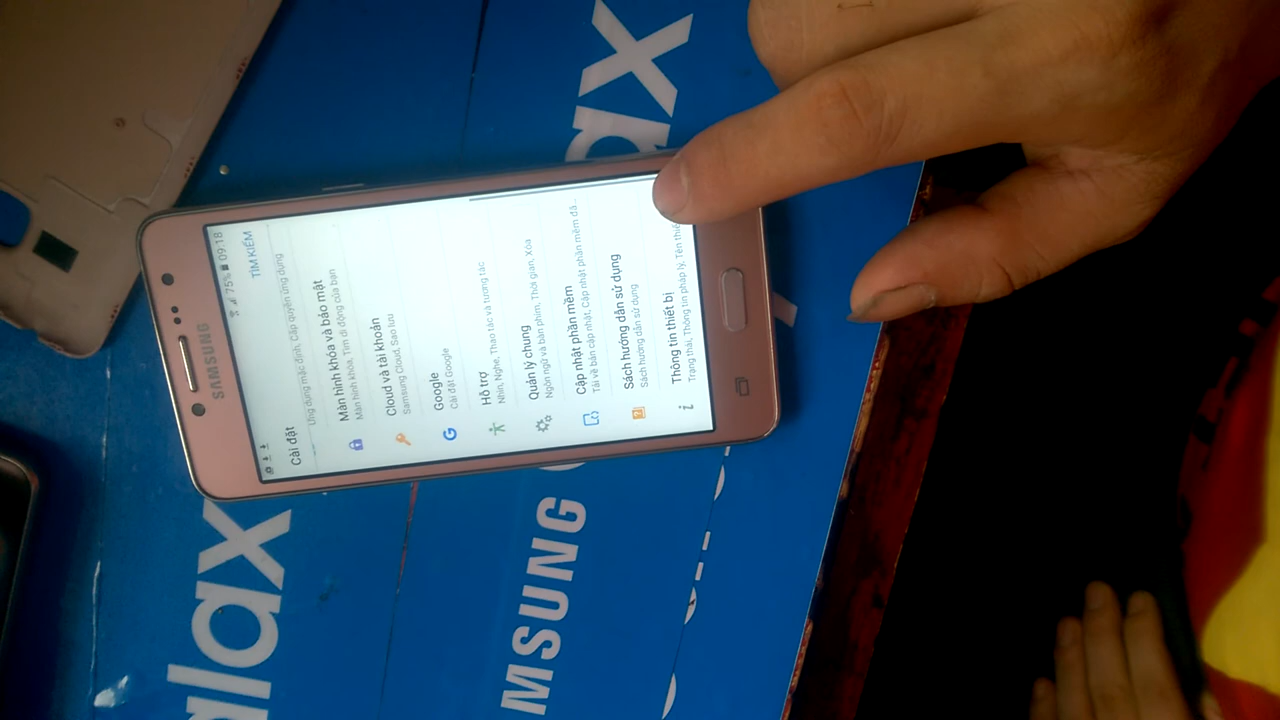 75% 09:18
SAMSUNG
Cài đặt
TÌM KIẾM
Ứng dụng mặc định, Cấp quyền ứng dụng
Màn hình khóa và bảo mật
Màn hình khóa, Tìm di động của bạn
Cloud và tài khoản
Samsung Cloud, Sao lưu
Google
Cài đặt Google
Hỗ trợ
Nhìn, Nghe, Thao tác và tương tác
Quản lý chung
Ngôn ngữ và bàn phím, Thời gian, Xóa
Cập nhật phần mềm
Tải về bản cập nhật, Cập nhật phần mềm đã...
Sách hướng dẫn sử dụng
Sách hướng dẫn sử dụng
Thông tin thiết bị
Trạng thái, Thông tin pháp lý, Tên thiế
alax
MSUNG
ax